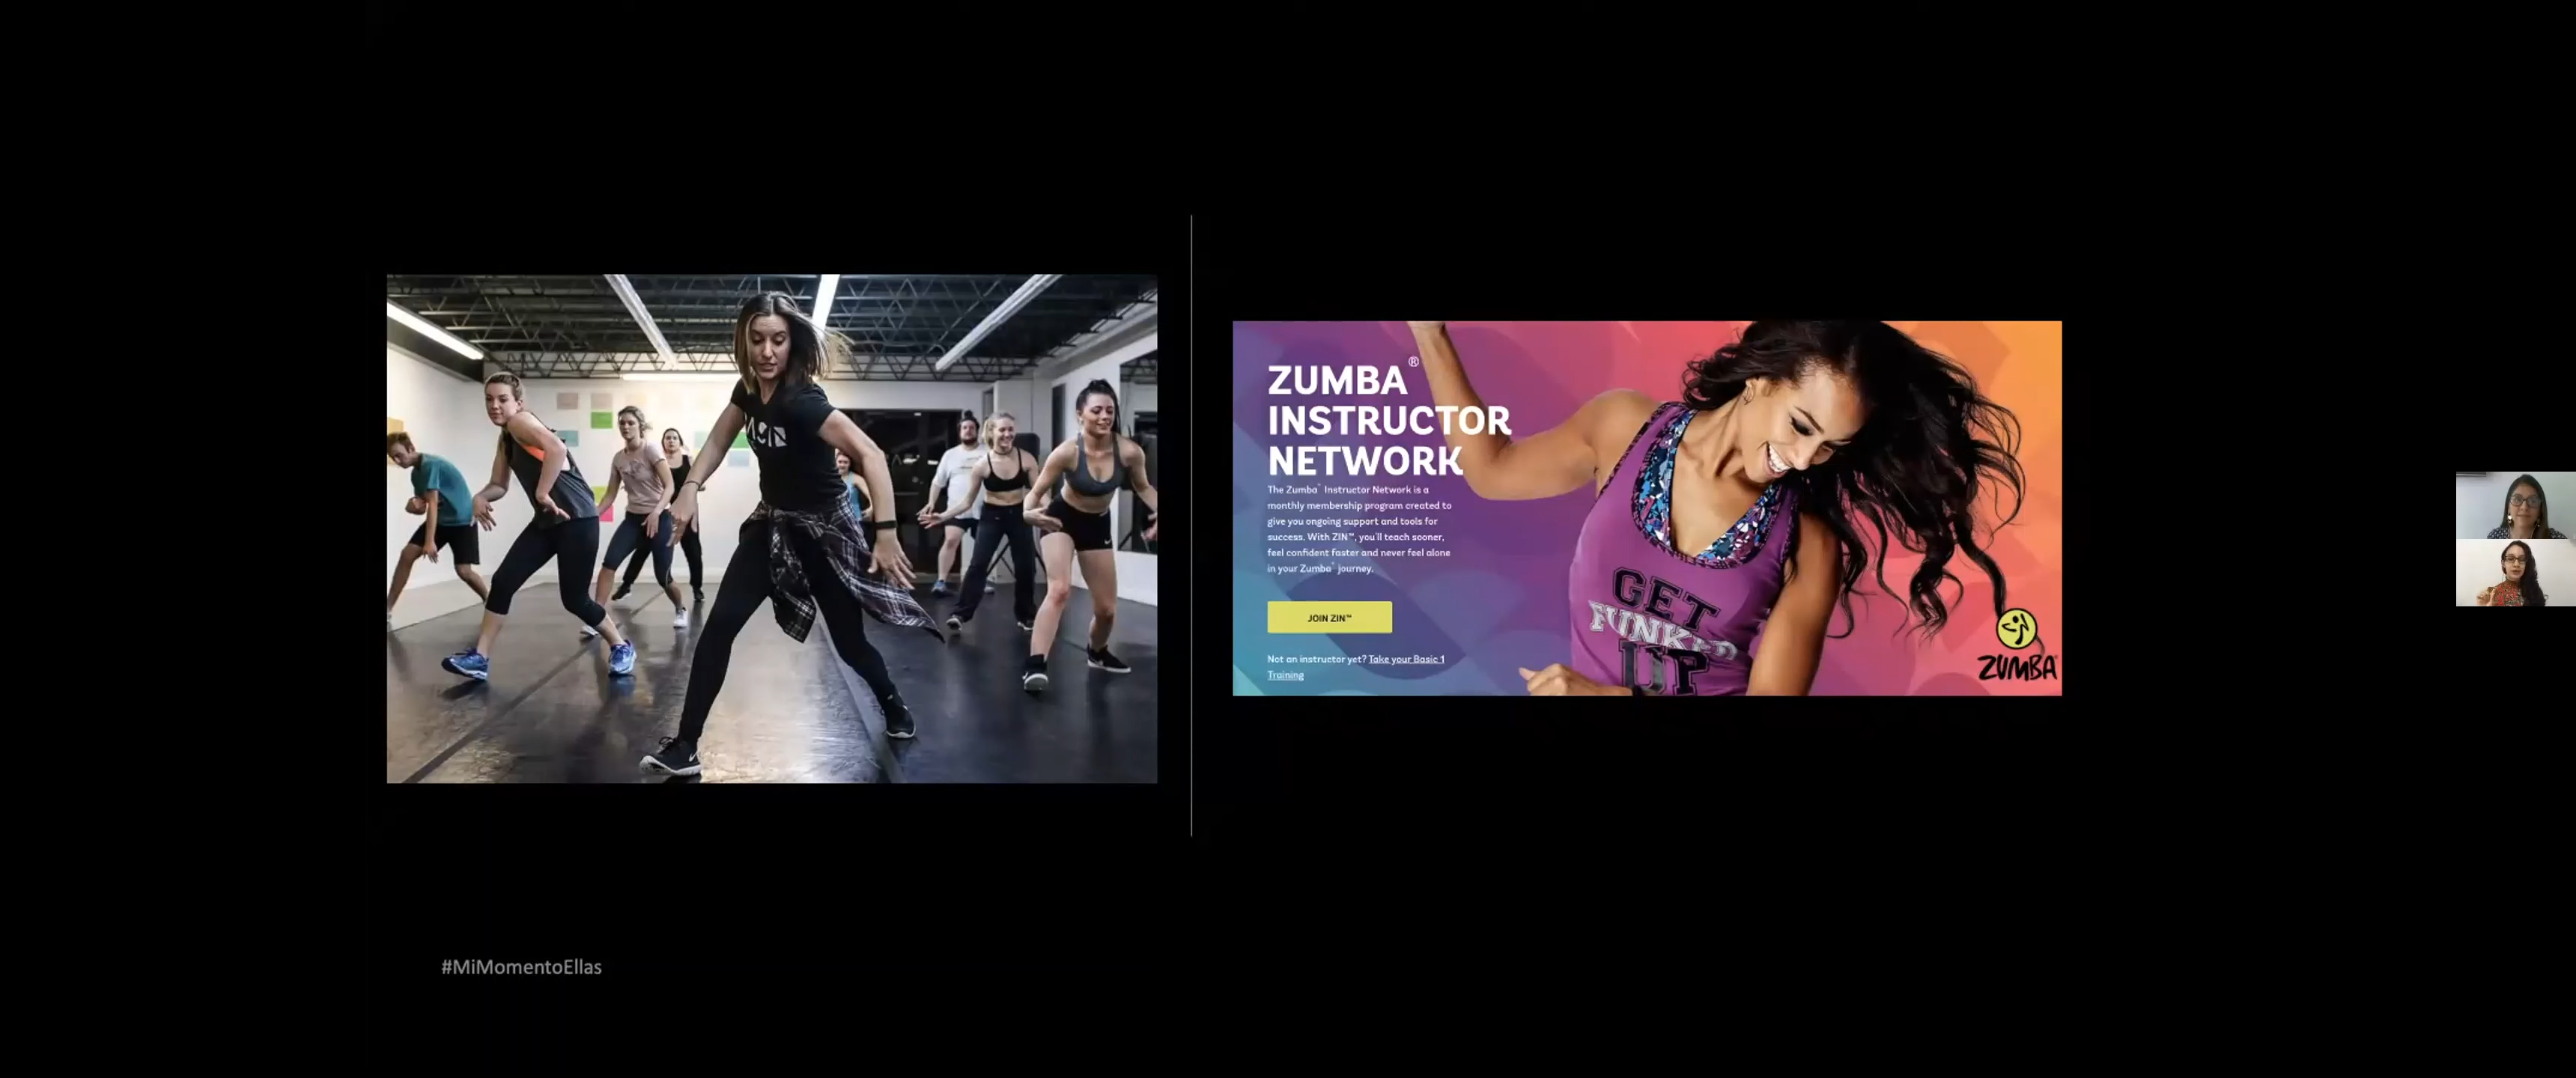 ZUMBA®
INSTRUCTOR
NETWORK
The Zumba® Instructor Network is a
monthly membership program created to
give you ongoing support and tools for
success. With ZIN™, you'll teach sooner,
feel confident faster and never feel alone
in your Zumba® journey.
JOIN ZIN™
Not an instructor yet? Take your Basic 1
Training
GET
FUNKED
UP
ZUMBA
#MiMomentoEllas